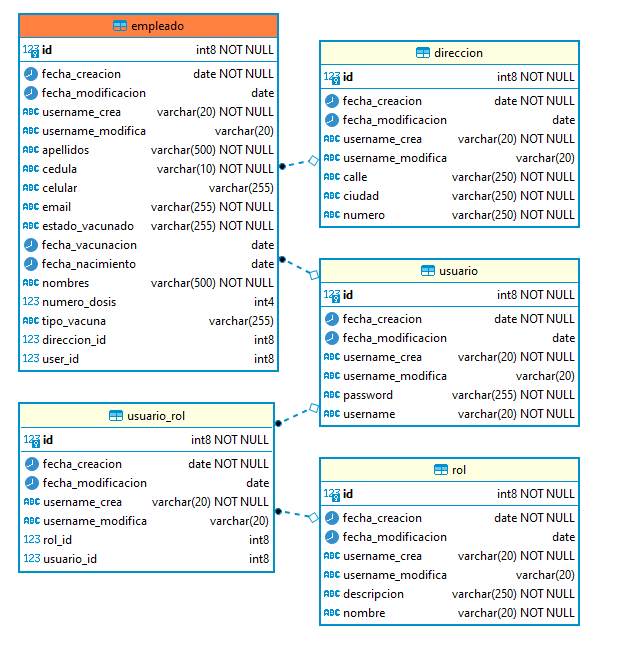 empleado
123 id int8 NOT NULL
fecha_creacion date NOT NULL
fecha_modificacion date
ABC username_crea varchar(20) NOT NULL
ABC username_modifica varchar(20)
ABC apellidos varchar(500) NOT NULL
ABC cedula varchar(10) NOT NULL
ABC celular varchar(255)
ABC email varchar(255) NOT NULL
ABC estado_vacunado varchar(255) NOT NULL
fecha_vacunacion date
fecha_nacimiento date
ABC nombres varchar(500) NOT NULL
123 numero_dosis int4
ABC tipo_vacuna varchar(255)
123 direccion_id int8
123 user_id int8
direccion
123 id int8 NOT NULL
fecha_creacion date NOT NULL
fecha_modificacion date
ABC username_crea varchar(20) NOT NULL
ABC username_modifica varchar(20)
ABC calle varchar(250) NOT NULL
ABC ciudad varchar(250) NOT NULL
ABC numero varchar(250) NOT NULL
usuario
123 id int8 NOT NULL
fecha_creacion date NOT NULL
fecha_modificacion date
ABC username_crea varchar(20) NOT NULL
ABC username_modifica varchar(20)
ABC password varchar(255) NOT NULL
ABC username varchar(20) NOT NULL
usuario_rol
123 id int8 NOT NULL
fecha_creacion date NOT NULL
fecha_modificacion date
ABC username_crea varchar(20) NOT NULL
ABC username_modifica varchar(20)
123 rol_id int8
123 usuario_id int8
rol
123 id int8 NOT NULL
fecha_creacion date NOT NULL
fecha_modificacion date
ABC username_crea varchar(20) NOT NULL
ABC username_modifica varchar(20)
ABC descripcion varchar(250) NOT NULL
ABC nombre varchar(20) NOT NULL